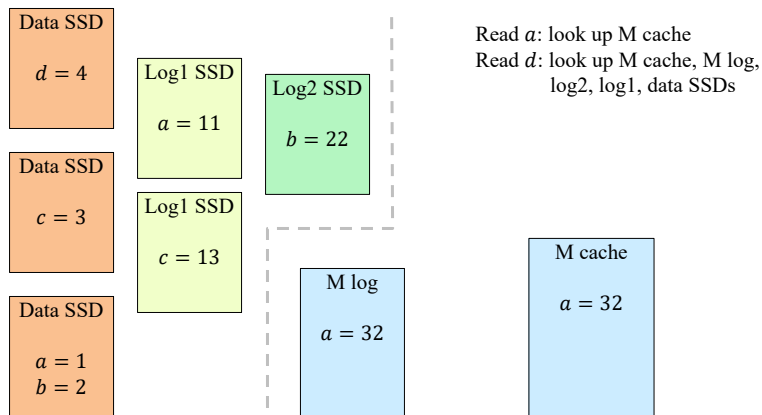 Data SSD
d = 4
Data SSD
c = 3
Data SSD
a = 1
b = 2
Log1 SSD
a = 11
Log1 SSD
c = 13
Log2 SSD
b = 22
M log
a = 32
Read a: look up M cache
Read d: look up M cache, M log,
log2, log1, data SSDs
M cache
a = 32